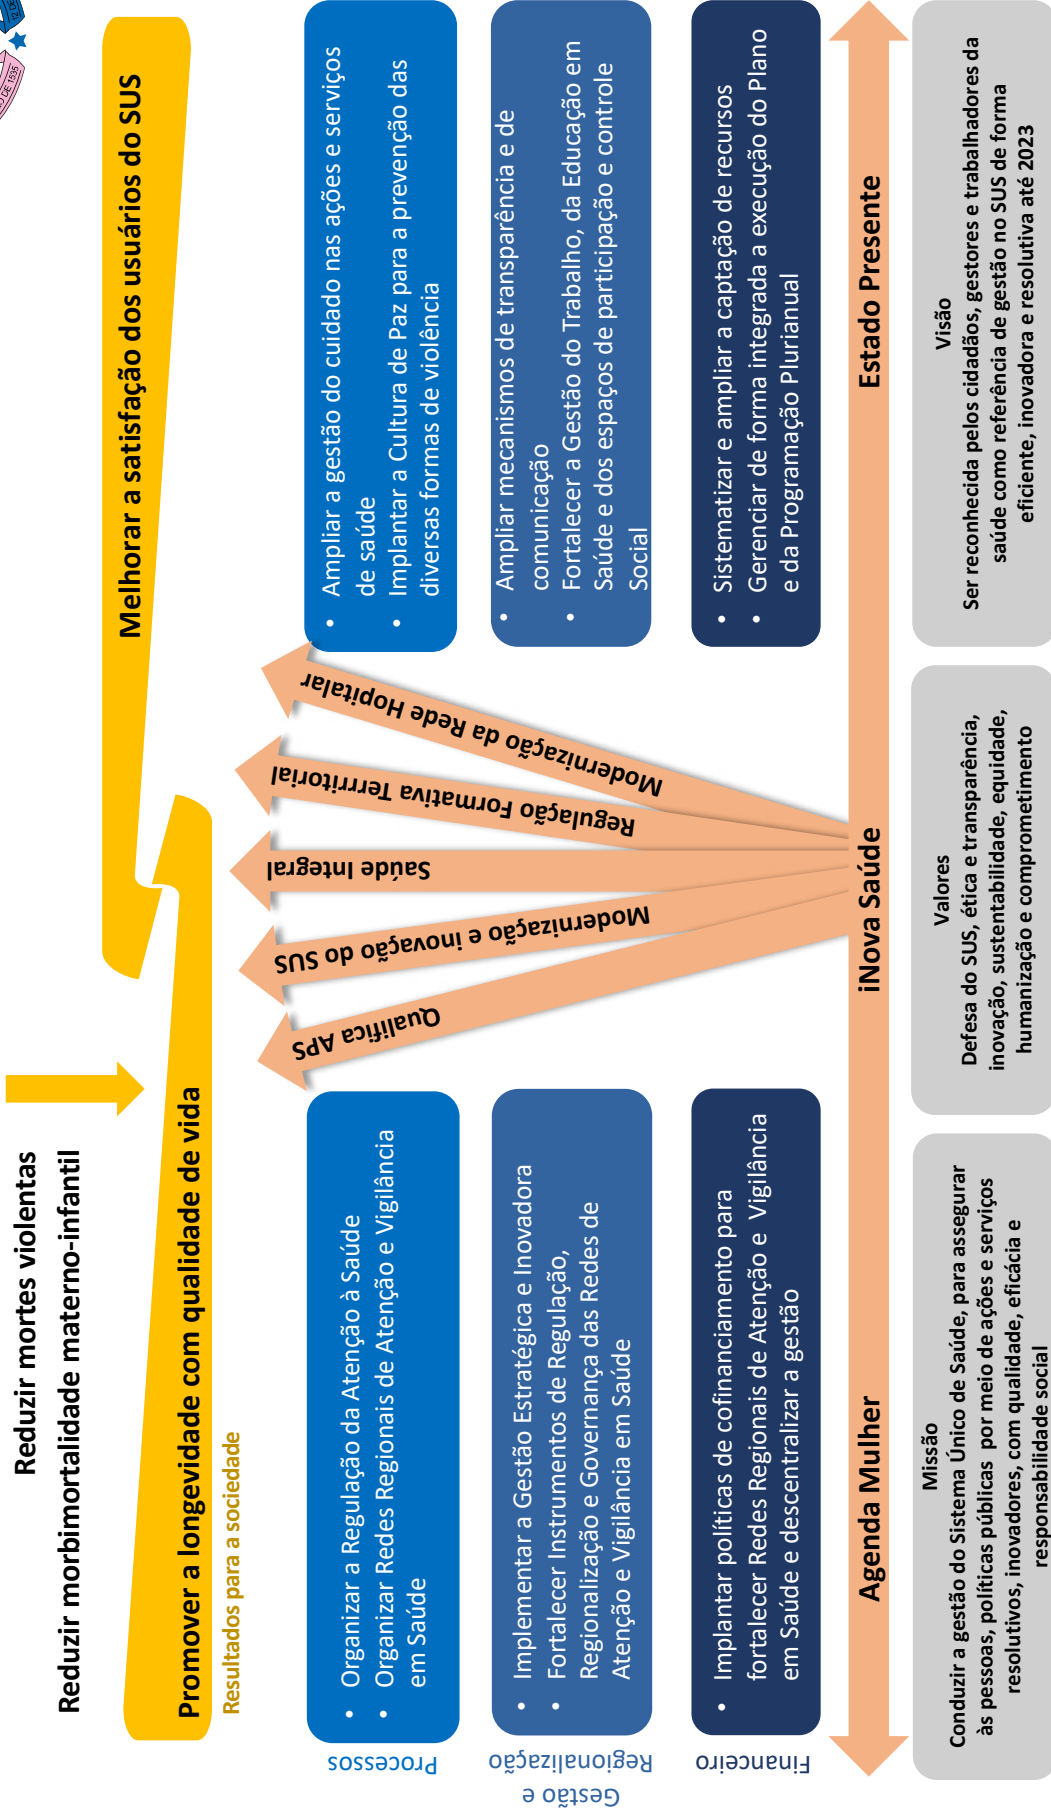 Reduzir mortes violentas
Reduzir morbimortalidade materno-infantil
Promover a longevidade com qualidade de vida
Melhorar a satisfação dos usuários do SUS
Resultados para a sociedade
Processos
• Organizar a Regulação da Atenção à Saúde
• Organizar Redes Regionais de Atenção e Vigilância
em Saúde
• Ampliar a gestão do cuidado nas ações e serviços
de saúde
• Implantar a Cultura de Paz para a prevenção das
diversas formas de violência
Gestão e
Regionalização
• Implementar a Gestão Estratégica e Inovadora
• Fortalecer Instrumentos de Regulação,
Regionalização e Governança das Redes de
Atenção e Vigilância em Saúde
• Ampliar mecanismos de transparência e de
comunicação
• Fortalecer a Gestão do Trabalho, da Educação em
Saúde e dos espaços de participação e controle
Social
Financeiro
• Implantar políticas de cofinanciamento para
fortalecer Redes Regionais de Atenção e Vigilância
em Saúde e descentralizar a gestão
• Sistematizar e ampliar a captação de recursos
• Gerenciar de forma integrada a execução do Plano
e da Programação Plurianual
Qualifica APS
Modernização e inovação do SUS
Saúde Integral
Regulação Formativa Territorial
Modernização da Rede Hopitalar
Agenda Mulher
iNova Saúde
Estado Presente
Missão
Conduzir a gestão do Sistema Único de Saúde, para assegurar
às pessoas, políticas públicas por meio de ações e serviços
resolutivos, inovadores, com qualidade, eficácia e
responsabilidade social
Valores
Defesa do SUS, ética e transparência,
inovação, sustentabilidade, equidade,
humanização e comprometimento
Visão
Ser reconhecida pelos cidadãos, gestores e trabalhadores da
saúde como referência de gestão no SUS de forma
eficiente, inovadora e resolutiva até 2023
DE 1535